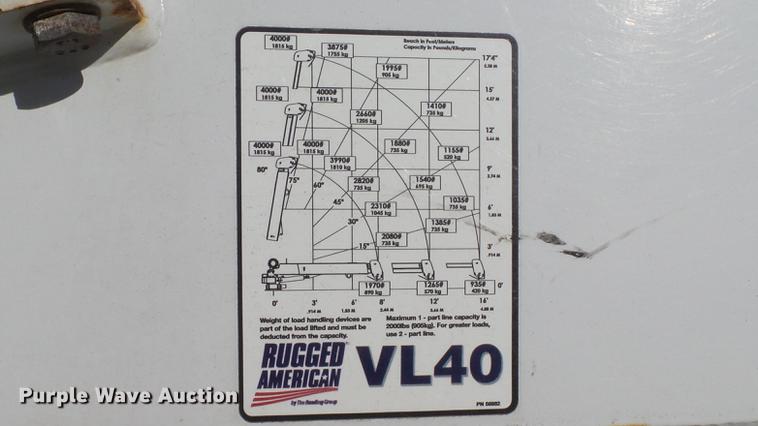 Reach in Feet/Meters
Capacity in Pounds/Kilograms
4000#
1815 kg
3875#
1755 kg
17'4"
5.28 M
1995#
905 kg
15'
4.57 M
4000#
1815 kg
4000#
1815 kg
1410#
735 kg
2660#
1205 kg
12'
3.66 M
4000#
1815 kg
4000#
1815 kg
1880#
735 kg
1155#
520 kg
3990#
1810 kg
80°
75°
60°
45°
30°
15°
9'
2.74 M
2820#
735 kg
1540#
695 kg
1035#
735 kg
2310#
1045 kg
6'
1.83 M
1385#
735 kg
2080#
735 kg
3'
.914 M
1970#
890 kg
1265#
570 kg
935#
420 kg
0'
0'
3'
6'
8'
12'
16'
.914 M
1.83 M
2.44 M
3.66 M
4.88 M
Weight of load handling devices are
part of the load lifted and must be
deducted from the capacity.
Maximum 1 - part line capacity is
2000lbs (905kg). For greater loads,
use 2 - part line.
RUGGED
AMERICAN
by The Reading Group
VL40
Purple Wave Auction